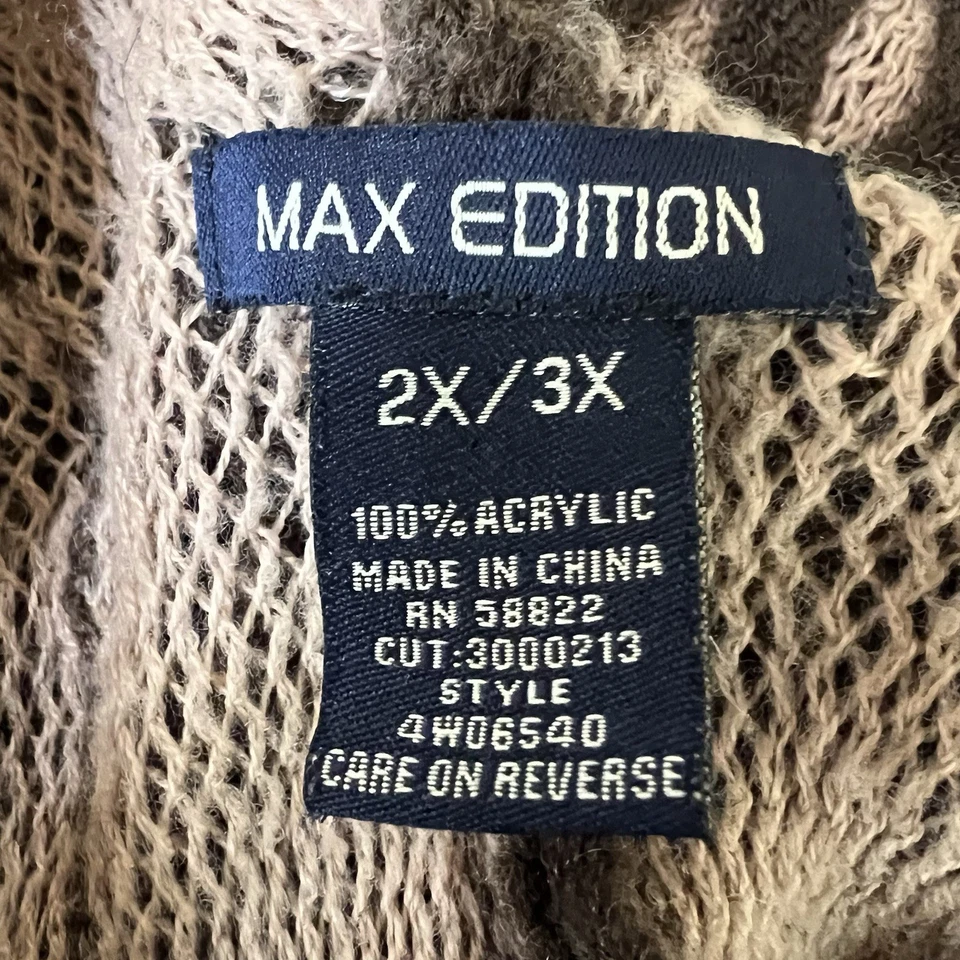 MAX EDITION
2X/3X
100% ACRYLIC
MADE IN CHINA
RN 58822
CUT:3000213
STYLE
4W06540
CARE ON REVERSE